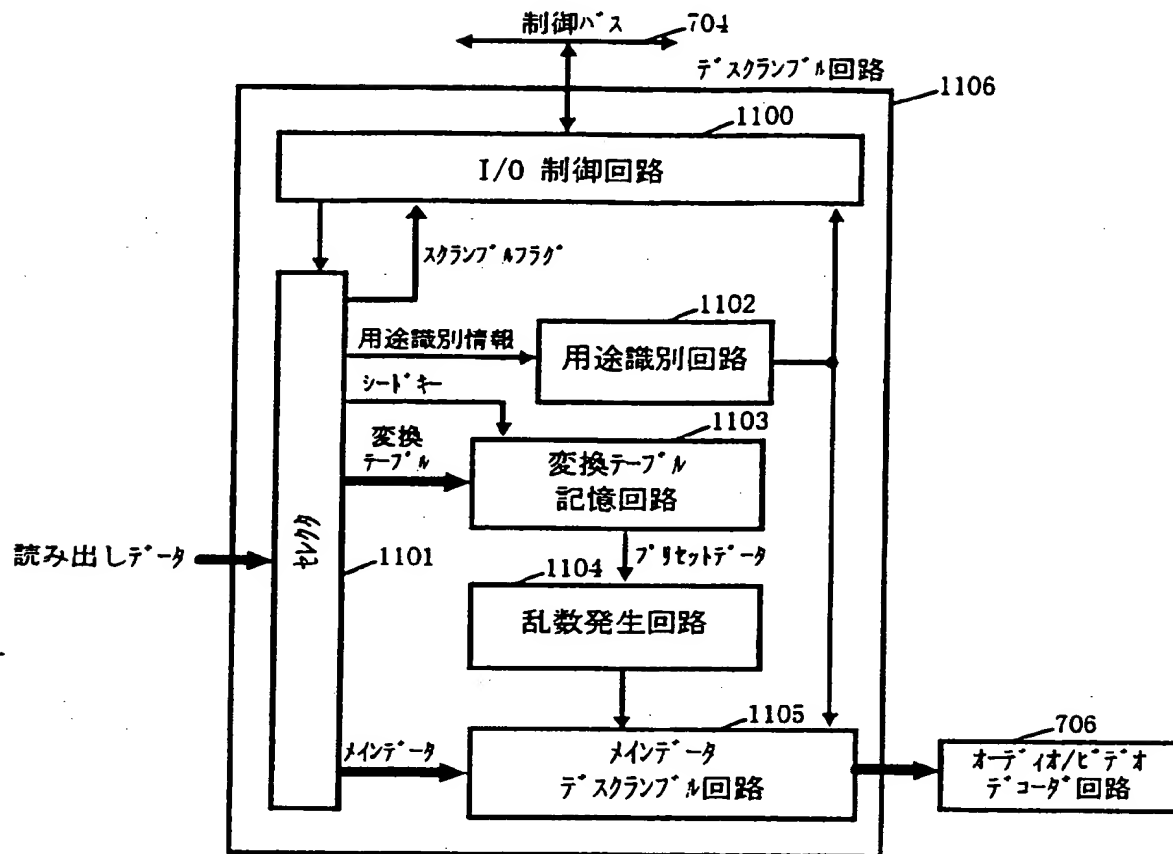 制御バス
704
デスクランブル回路
1106
1100
I/O 制御回路
スクランブルフラグ
1102
用途識別情報
用途識別回路
シードキー
1103
変換
テーブル
変換テーブル
記憶回路
読み出しデータ
セレクタ
1101
プリセットデータ
1104
乱数発生回路
1105
メインデータ
メインデータ
デスクランブル回路
706
オーディオ/ビデオ
デコーダ回路